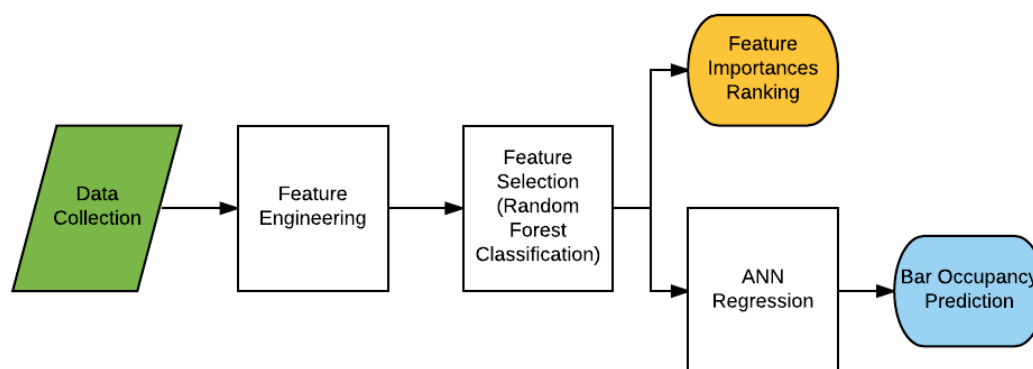 Data
Collection
Feature
Engineering
Feature
Selection
(Random
Forest
Classification)
Feature
Importances
Ranking
ANN
Regression
Bar Occupancy
Prediction